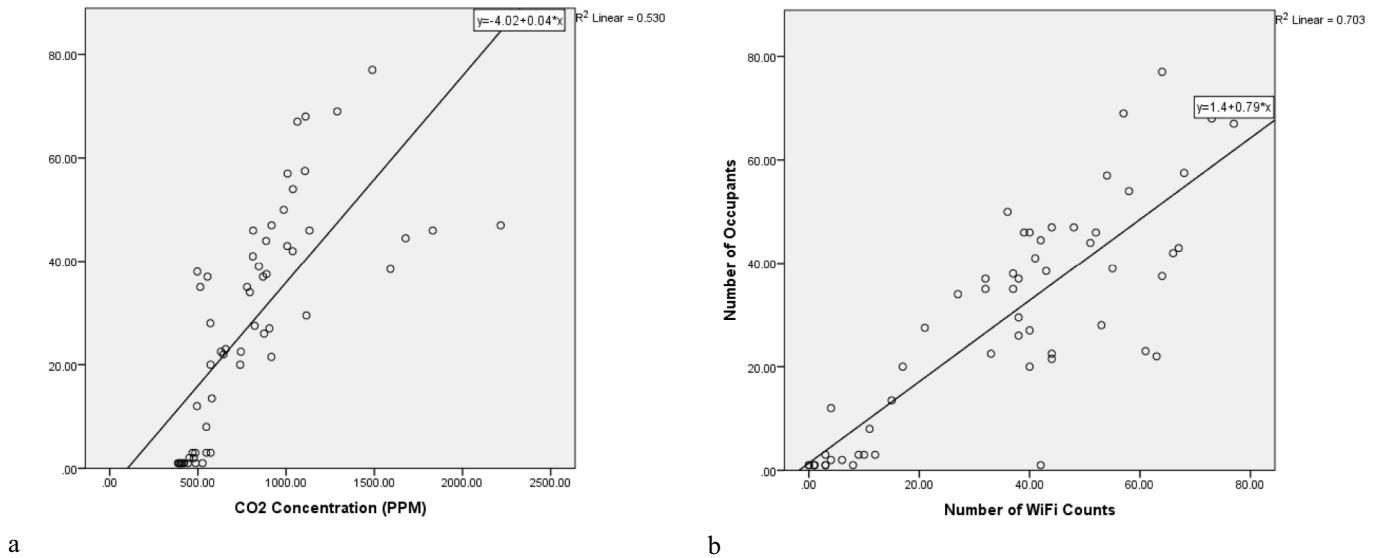 y=-4.02+0.04*x
R² Linear = 0.530
80.00
60.00
40.00
20.00
.00
.00 500.00 1000.00 1500.00 2000.00 2500.00
CO2 Concentration (PPM)
a
R² Linear = 0.703
y=1.4+0.79*x
Number of Occupants
80.00
60.00
40.00
20.00
.00
.00 20.00 40.00 60.00 80.00
Number of WiFi Counts
b